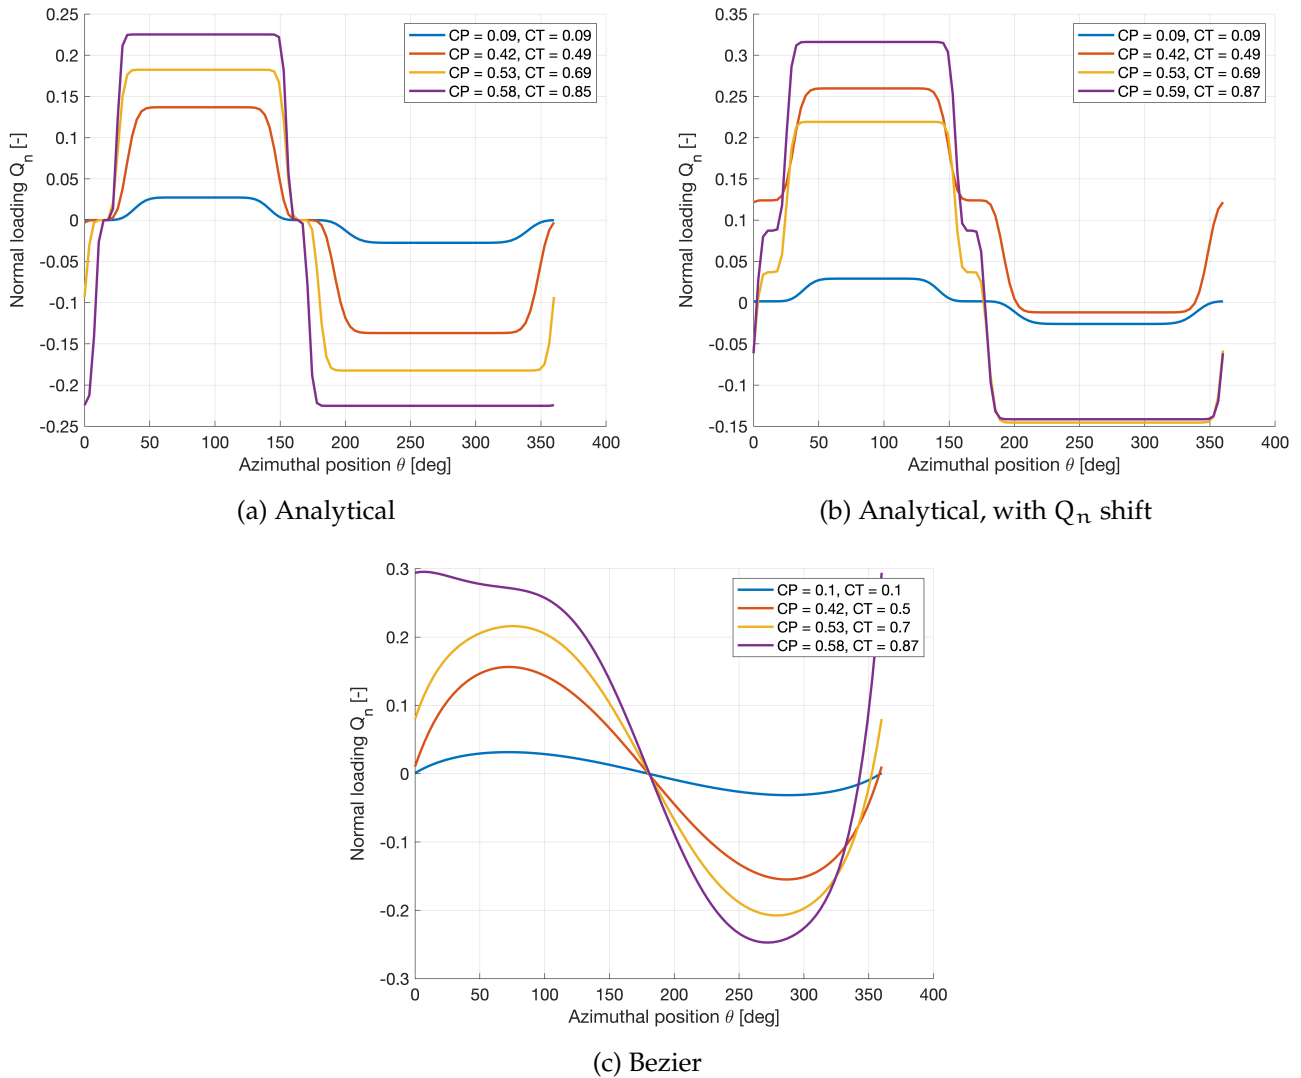 0.25
0.2
0.15
0.1
0.05
0
-0.05
-0.1
-0.15
-0.2
-0.25
Normal loading Qn [-]
CP = 0.09, CT = 0.09
CP = 0.42, CT = 0.49
CP = 0.53, CT = 0.69
CP = 0.58, CT = 0.85
0 50 100 150 200 250 300 350 400
Azimuthal position θ [deg]
(a) Analytical
0.35
0.3
0.25
0.2
0.15
0.1
0.05
0
-0.05
-0.1
-0.15
Normal loading Qn [-]
CP = 0.09, CT = 0.09
CP = 0.42, CT = 0.49
CP = 0.53, CT = 0.69
CP = 0.59, CT = 0.87
0 50 100 150 200 250 300 350 400
Azimuthal position θ [deg]
(b) Analytical, with Qn shift
0.3
0.2
0.1
0
-0.1
-0.2
-0.3
Normal loading Qn [-]
CP = 0.1, CT = 0.1
CP = 0.42, CT = 0.5
CP = 0.53, CT = 0.7
CP = 0.58, CT = 0.87
0 50 100 150 200 250 300 350 400
Azimuthal position θ [deg]
(c) Bezier